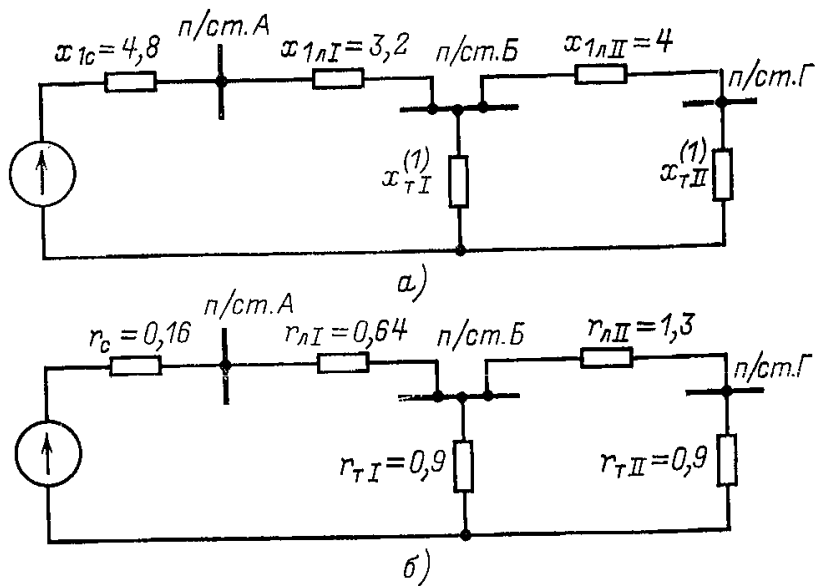 п/ст.А
x₁c=4,8
x₁лI=3,2
п/ст.Б
x₁лII=4
п/ст.Г
x⁽¹⁾тI
x⁽¹⁾тII
а)
п/ст.А
rс=0,16
rлI=0,64
п/ст.Б
rлII=1,3
п/ст.Г
rтI=0,9
rтII=0,9
б)